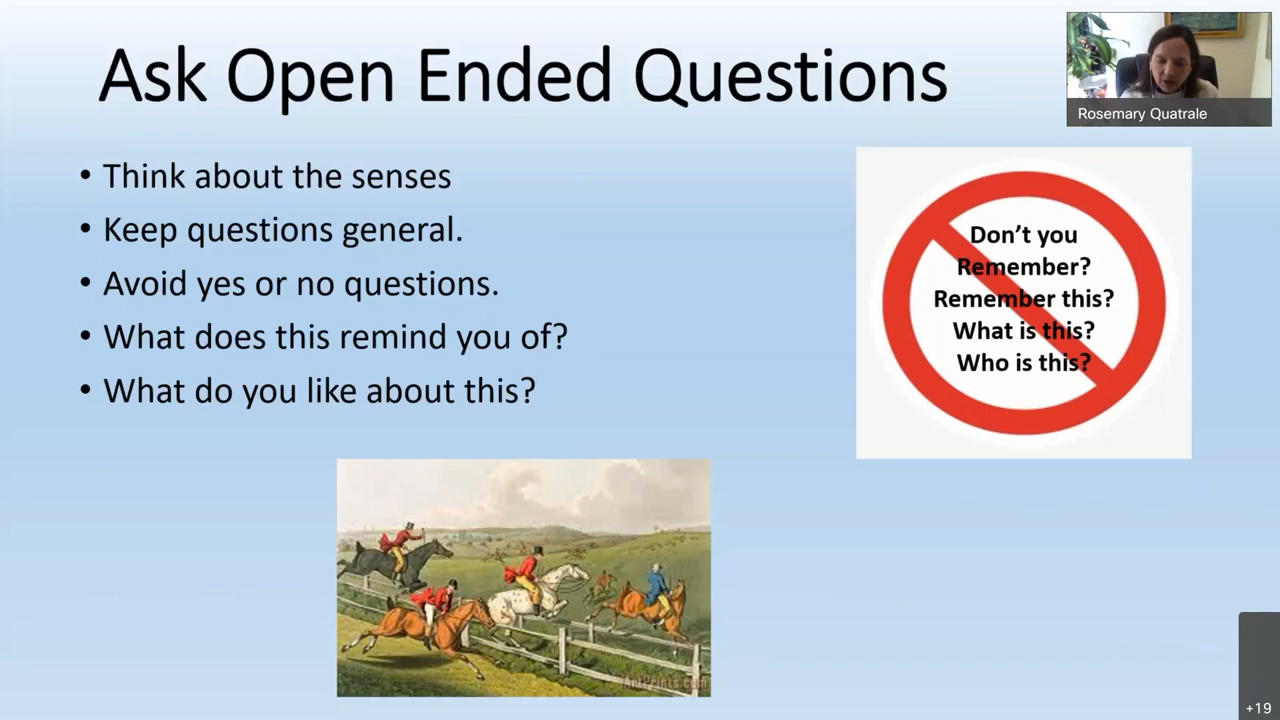 Ask Open Ended Questions
Rosemary Quatrale
• Think about the senses
• Keep questions general.
• Avoid yes or no questions.
• What does this remind you of?
• What do you like about this?
Don't you
Remember?
Remember this?
What is this?
Who is this?
ArtPrints.com
+19